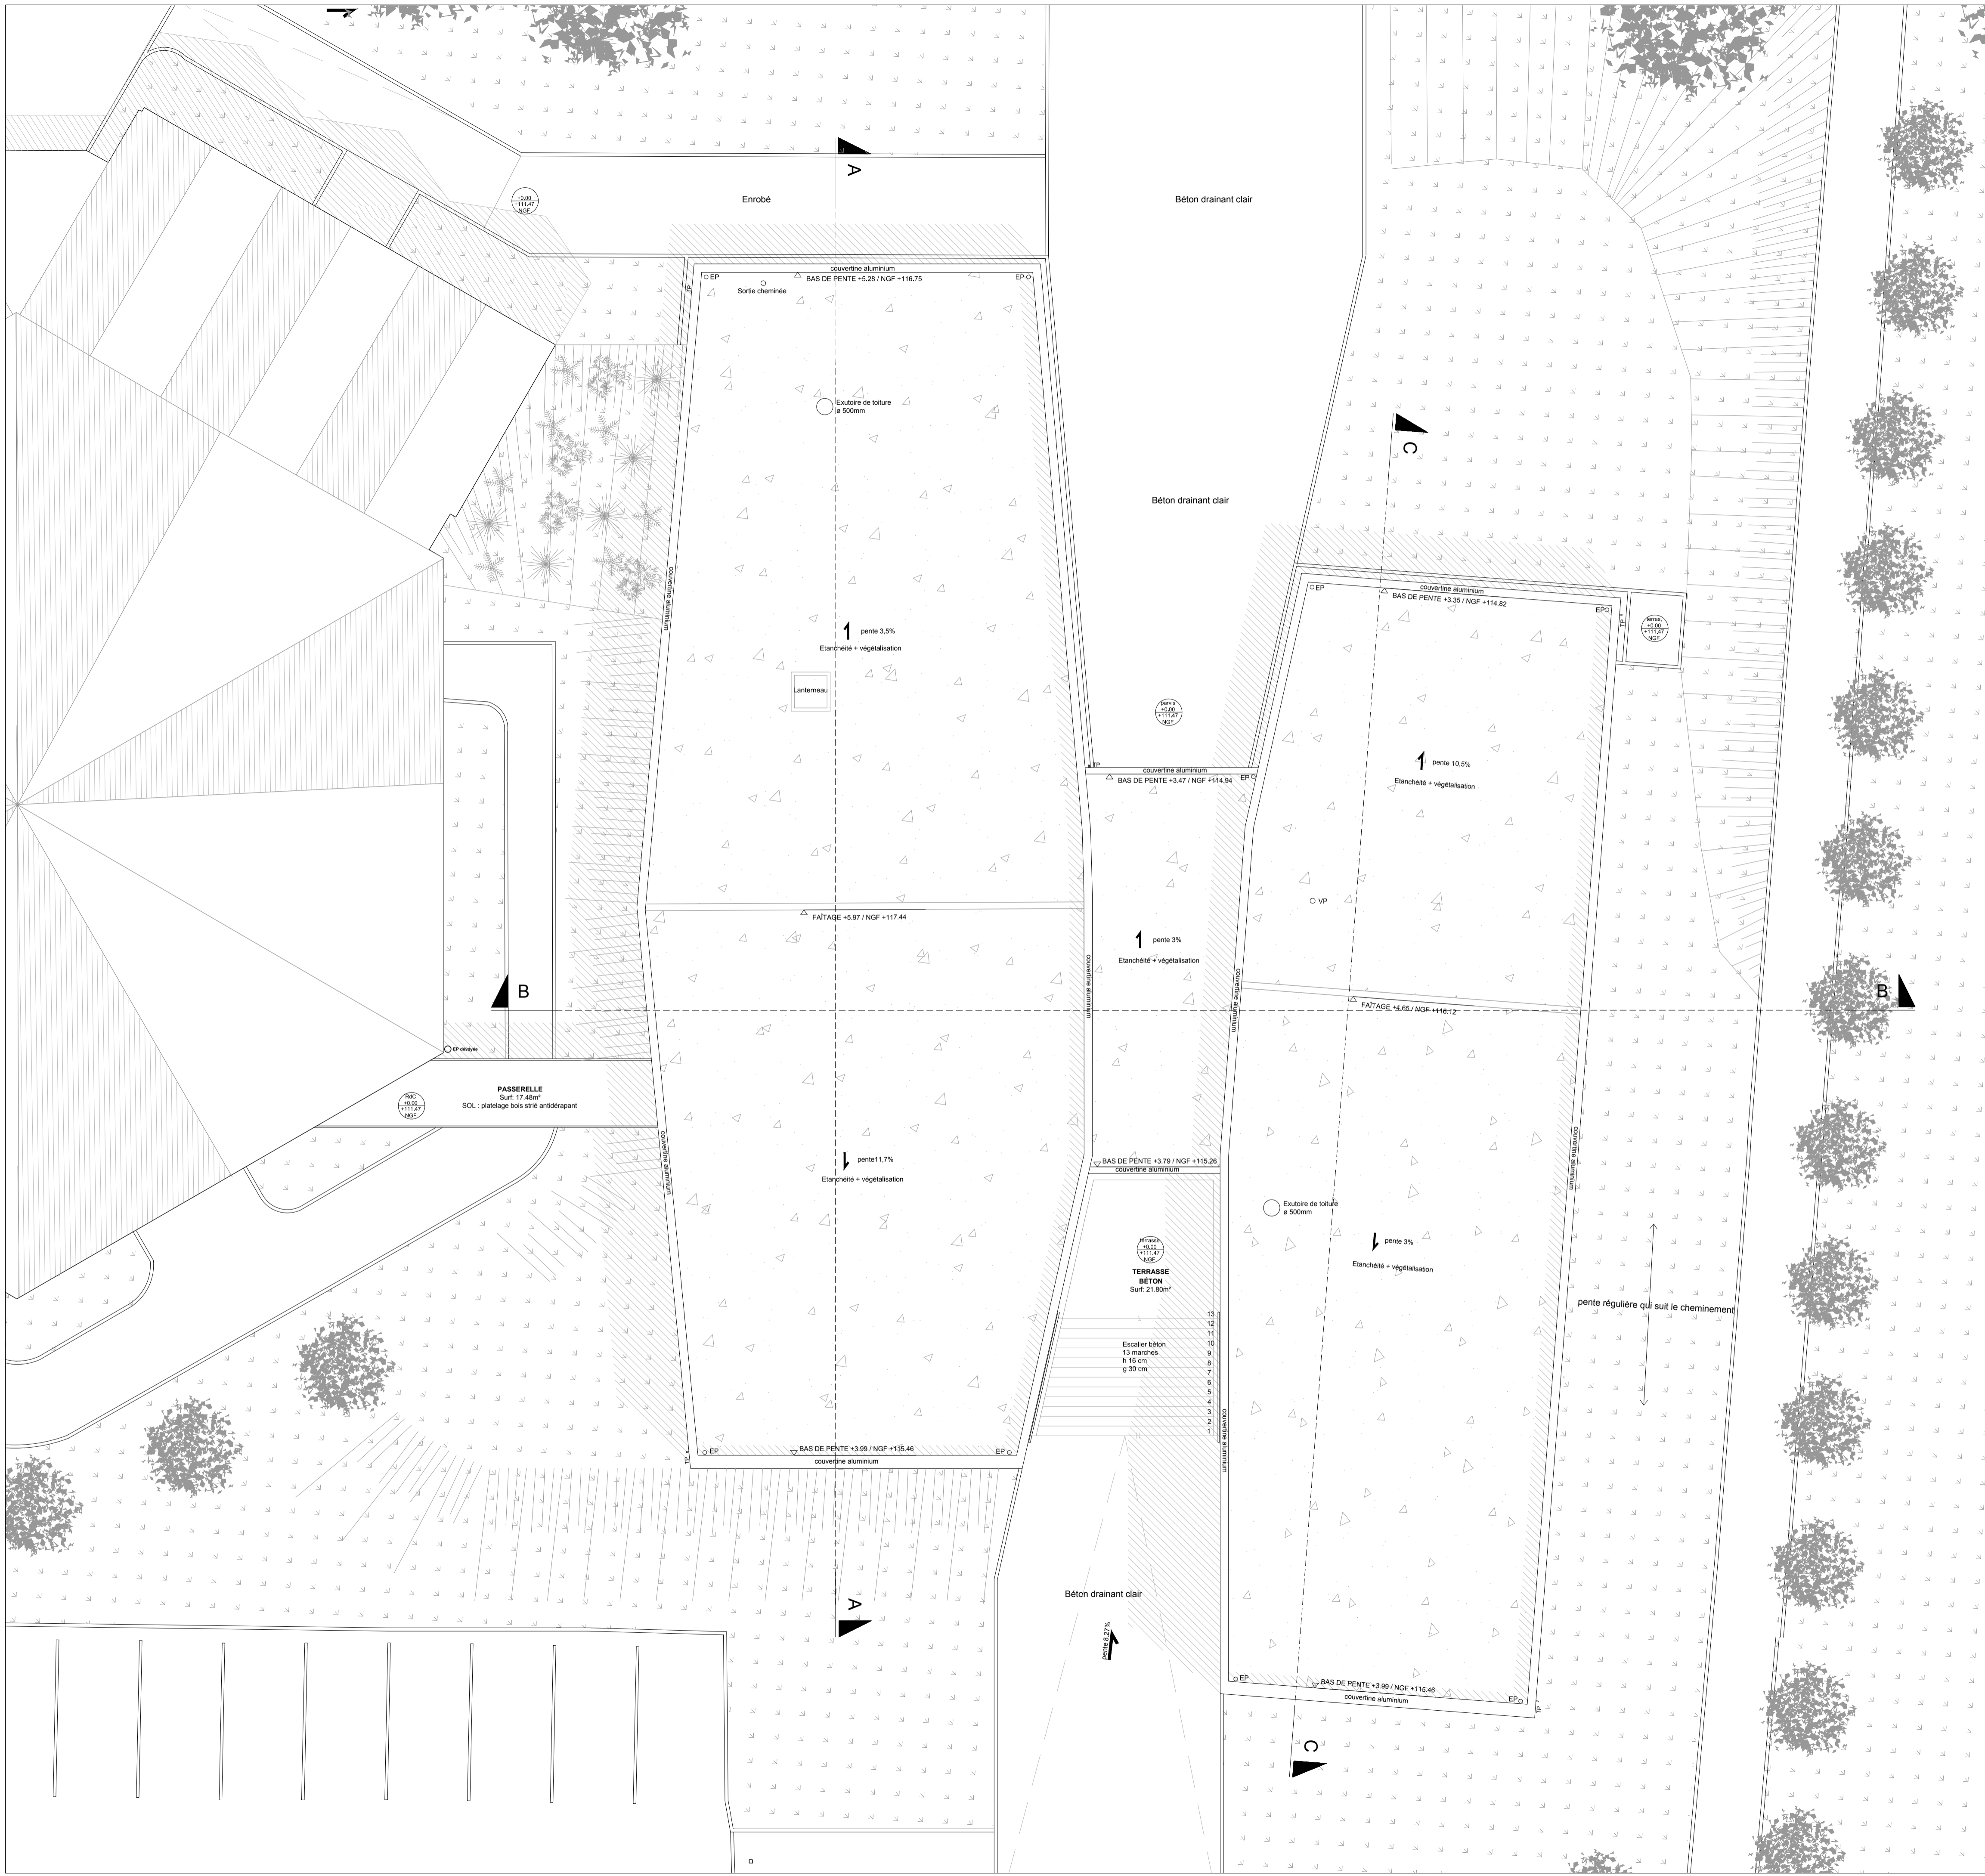 A
+0,00
+111,47
NGF
Enrobé
Béton drainant clair
couvertine aluminium
EP
BAS DE PENTE +5.28 / NGF +116.75
EP
Sortie cheminée
TP
Exutoire de toiture
ø 500mm
C
Béton drainant clair
couvertine aluminium
couvertine aluminium
EP
BAS DE PENTE +3.35 / NGF +114.82
EP
TP
terras.
+0.00
+111,47
NGF
pente 3,5%
Etanchéité + végétalisation
Lanterneau
parvis
+0,00
+111,47
NGF
TP
couvertine aluminium
BAS DE PENTE +3.47 / NGF +114.94
EP
pente 10,5%
Etanchéité + végétalisation
VP
FAÎTAGE +5.97 / NGF +117.44
pente 3%
Etanchéité + végétalisation
couvertine aluminium
couvertine aluminium
B
B
FAÎTAGE +4.65 / NGF +116.12
EP dévoyée
PASSERELLE
Surf: 17.48m²
SOL : platelage bois strié antidérapant
RdC
+0.00
+111,47
NGF
couvertine aluminium
couvertine aluminium
pente11,7%
Etanchéité + végétalisation
BAS DE PENTE +3.79 / NGF +115.26
couvertine aluminium
Exutoire de toiture
ø 500mm
terrasse
+0,00
+111,47
NGF
TERRASSE
BÉTON
Surf: 21.80m²
pente 3%
Etanchéité + végétalisation
pente régulière qui suit le cheminement
13
12
11
10
9
8
7
6
5
4
3
2
1
Escalier béton
13 marches
h 16 cm
g 30 cm
couvertine aluminium
TP
EP
BAS DE PENTE +3.99 / NGF +115.46
EP
couvertine aluminium
A
Béton drainant clair
pente 8.27%
EP
BAS DE PENTE +3.99 / NGF +115.46
EP
couvertine aluminium
TP
C